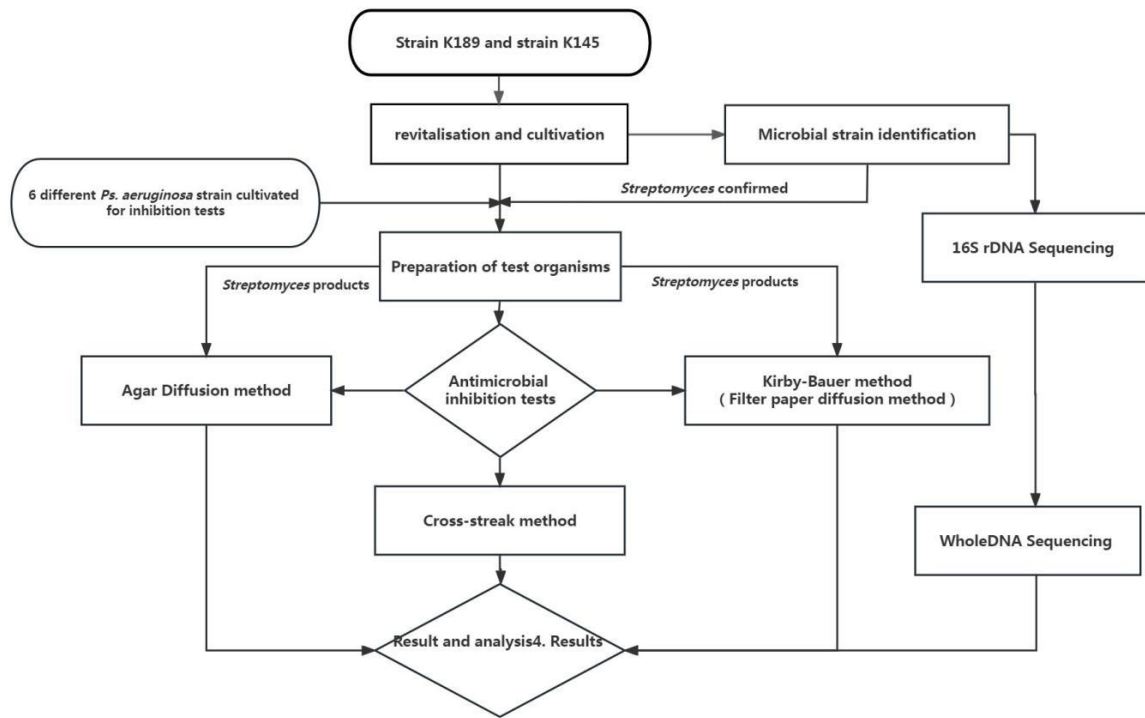 Strain K189 and strain K145
revitalisation and cultivation
Microbial strain identification
6 different Ps. aeruginosa strain cultivated
for inhibition tests
Streptomyces confirmed
16S rDNA Sequencing
Preparation of test organisms
Streptomyces products
Streptomyces products
Agar Diffusion method
Antimicrobial
inhibition tests
Kirby-Bauer method
( Filter paper diffusion method )
Cross-streak method
WholeDNA Sequencing
Result and analysis4. Results